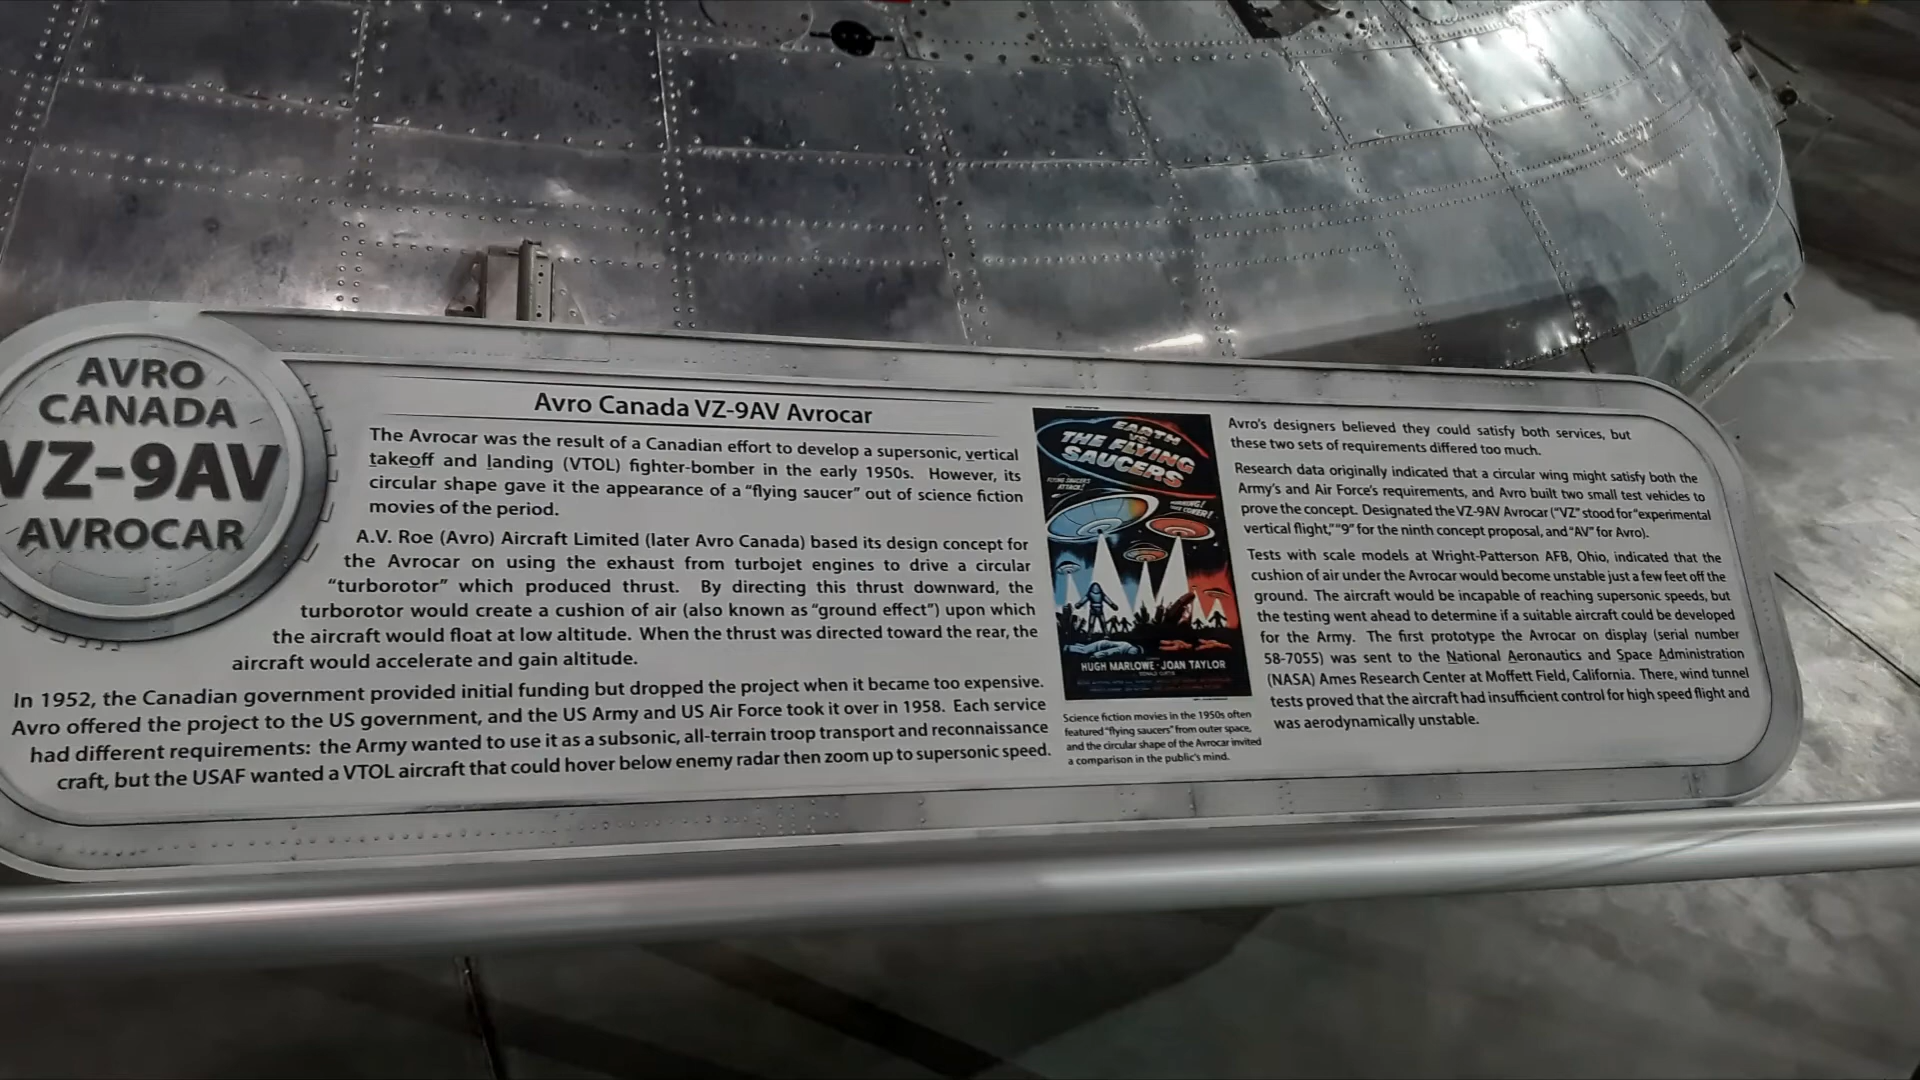 AVRO
CANADA
VZ-9AV
AVROCAR
Avro Canada VZ-9AV Avrocar
The Avrocar was the result of a Canadian effort to develop a supersonic, vertical
takeoff and landing (VTOL) fighter-bomber in the early 1950s. However, its
circular shape gave it the appearance of a "flying saucer" out of science fiction
movies of the period.
A.V. Roe (Avro) Aircraft Limited (later Avro Canada) based its design concept for
the Avrocar on using the exhaust from turbojet engines to drive a circular
"turborotor" which produced thrust. By directing this thrust downward, the
turborotor would create a cushion of air (also known as "ground effect") upon which
the aircraft would float at low altitude. When the thrust was directed toward the rear, the
aircraft would accelerate and gain altitude.
In 1952, the Canadian government provided initial funding but dropped the project when it became too expensive.
Avro offered the project to the US government, and the US Army and US Air Force took it over in 1958. Each service
had different requirements: the Army wanted to use it as a subsonic, all-terrain troop transport and reconnaissance
craft, but the USAF wanted a VTOL aircraft that could hover below enemy radar then zoom up to supersonic speed.
EARTH
VS.
THE FLYING
SAUCERS
FLYING SAUCERS
ATTACK!
WARNING!
TAKE COVER!
HUGH MARLOWE · JOAN TAYLOR
DONALD CURTIS
Science fiction movies in the 1950s often
featured "flying saucers" from outer space,
and the circular shape of the Avrocar invited
a comparison in the public's mind.
Avro's designers believed they could satisfy both services, but
these two sets of requirements differed too much.
Research data originally indicated that a circular wing might satisfy both the
Army's and Air Force's requirements, and Avro built two small test vehicles to
prove the concept. Designated the VZ-9AV Avrocar ("VZ" stood for "experimental
vertical flight," "9" for the ninth concept proposal, and "AV" for Avro).
Tests with scale models at Wright-Patterson AFB, Ohio, indicated that the
cushion of air under the Avrocar would become unstable just a few feet off the
ground. The aircraft would be incapable of reaching supersonic speeds, but
the testing went ahead to determine if a suitable aircraft could be developed
for the Army. The first prototype the Avrocar on display (serial number
58-7055) was sent to the National Aeronautics and Space Administration
(NASA) Ames Research Center at Moffett Field, California. There, wind tunnel
tests proved that the aircraft had insufficient control for high speed flight and
was aerodynamically unstable.